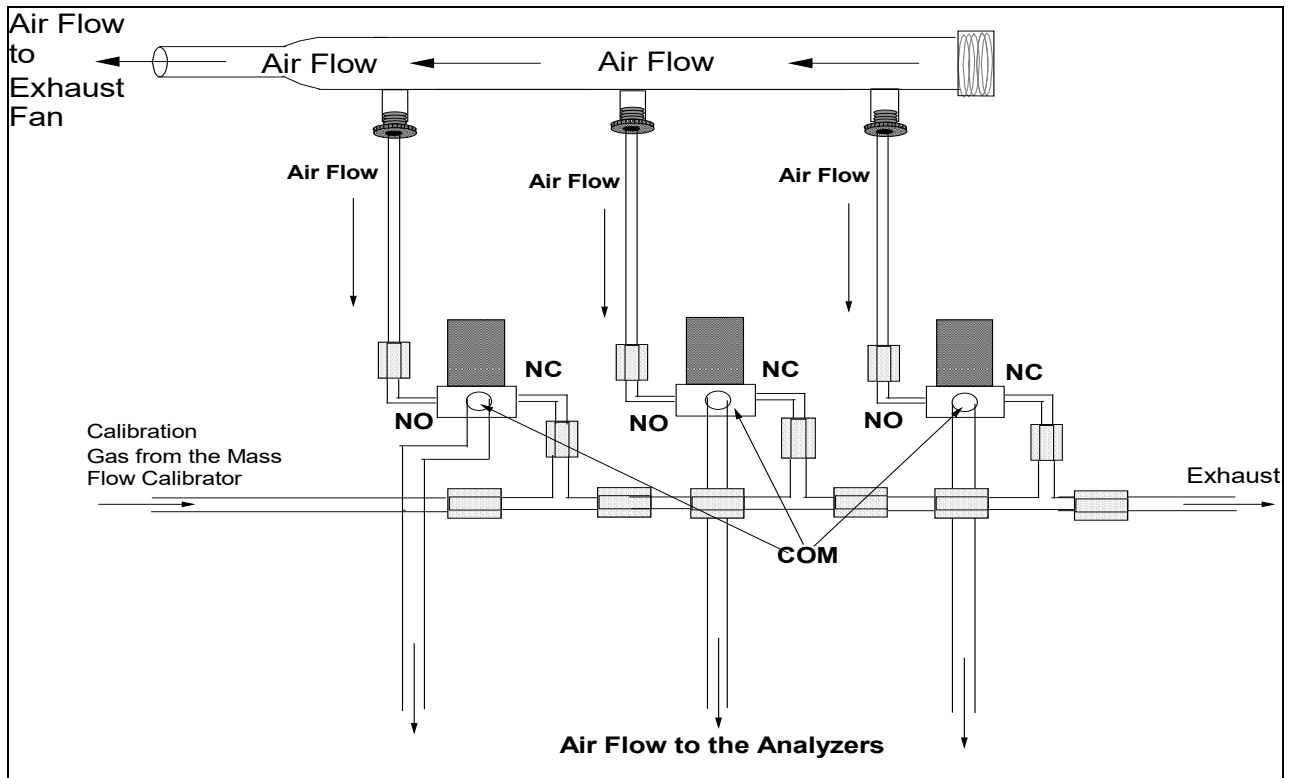 Air Flow
to
Exhaust
Fan
Air Flow
Air Flow
Air Flow
Air Flow
Air Flow
NC
NC
NC
NO
NO
NO
Calibration
Gas from the Mass
Flow Calibrator
Exhaust
COM
Air Flow to the Analyzers